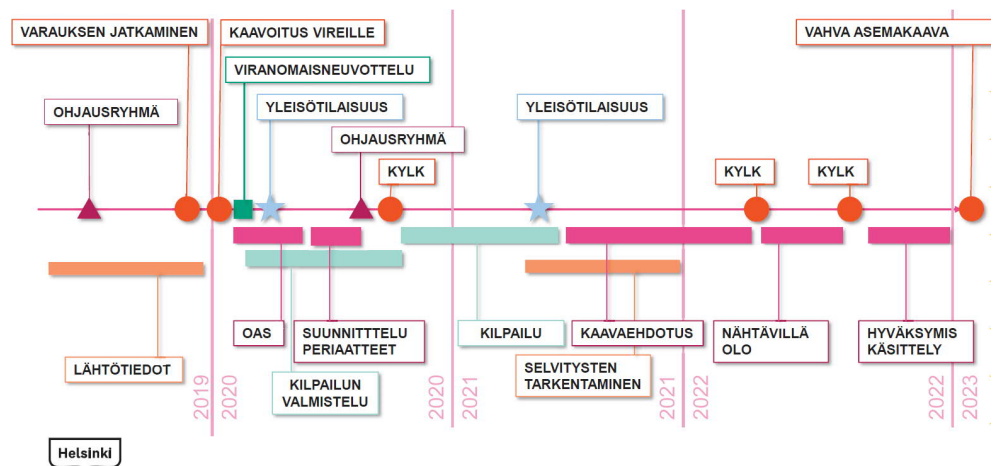 VARAUKSEN JATKAMINEN
KAAVOITUS VIREILLE
VAHVA ASEMAKAAVA
VIRANOMAISNEUVOTTELU
OHJAUSRYHMÄ
YLEISÖTILAISUUS
YLEISÖTILAISUUS
OHJAUSRYHMÄ
KYLK
KYLK
KYLK
OAS
SUUNNITTTELU
PERIAATTEET
KILPAILU
KAAVAEHDOTUS
NÄHTÄVILLÄ
OLO
HYVÄKSYMIS
KÄSITTELY
LÄHTÖTIEDOT
KILPAILUN
VALMISTELU
SELVITYSTEN
TARKENTAMINEN
2019
2020
2020
2021
2021
2022
2022
2023
Helsinki